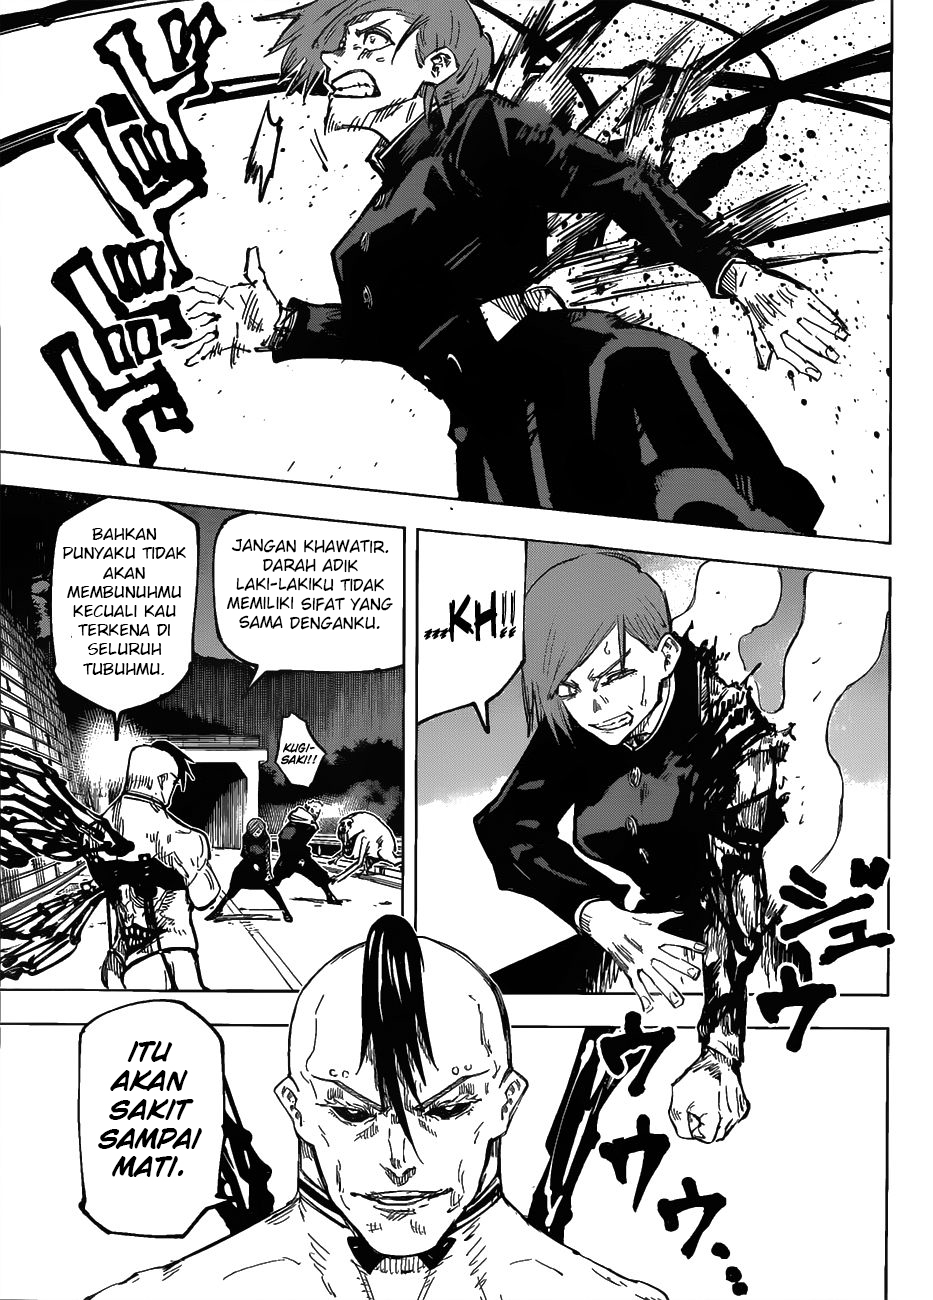 ...KH!!
ジュウウウウ...
JANGAN KHAWATIR.
DARAH ADIK
LAKI-LAKIKU TIDAK
MEMILIKI SIFAT YANG
SAMA DENGANKU.
BAHKAN
PUNYAKU TIDAK
AKAN
MEMBUNUHMU
KECUALI KAU
TERKENA DI
SELURUH
TUBUHMU.
KUGI-
SAKI!!
ITU
AKAN
SAKIT
SAMPAI
MATI.